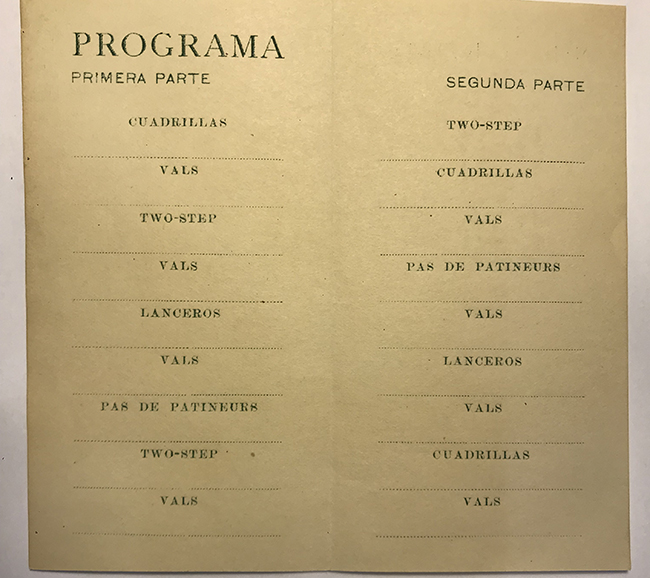 PROGRAMA
PRIMERA PARTE
CUADRILLAS
VALS
TWO-STEP
VALS
LANCEROS
VALS
PAS DE PATINEURS
TWO-STEP
VALS
SEGUNDA PARTE
TWO-STEP
CUADRILLAS
VALS
PAS DE PATINEURS
VALS
LANCEROS
VALS
CUADRILLAS
VALS